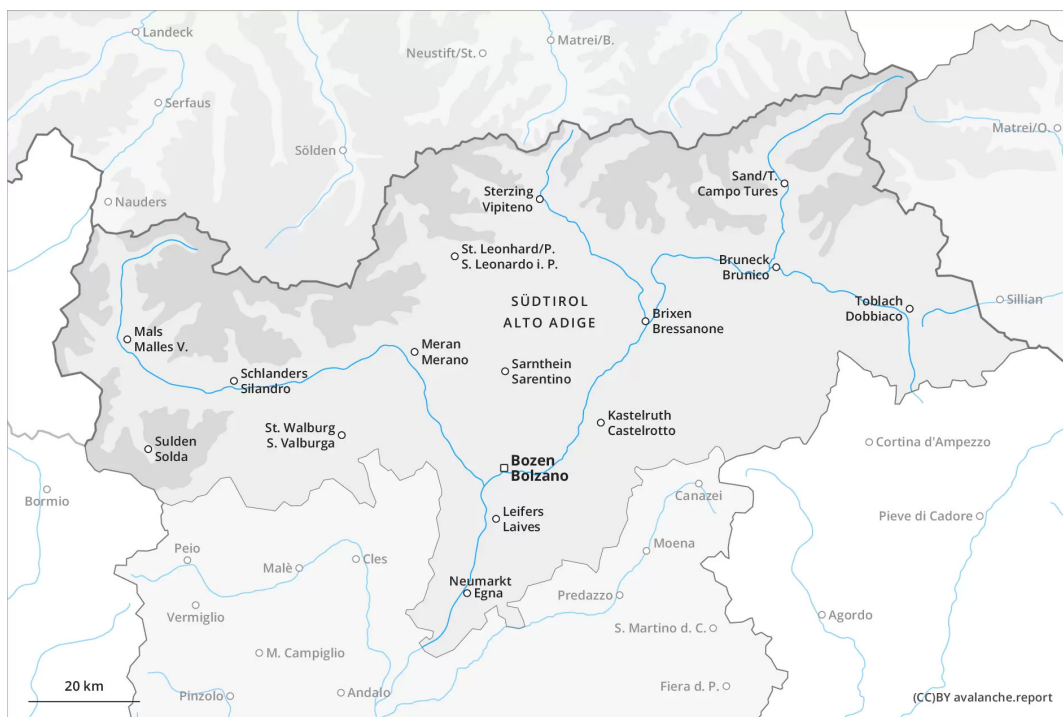 Landeck
Matrei/B.
Neustift/St.
Serfaus
Matrei/O.
Sölden
Sand/T.
Campo Tures
Sterzing
Vipiteno
Nauders
St. Leonhard/P.
S. Leonardo i. P.
Bruneck
Brunico
SÜDTIROL
ALTO ADIGE
Toblach
Dobbiaco
Sillian
Brixen
Bressanone
Mals
Malles V.
Meran
Merano
Sarnthein
Sarentino
Schlanders
Silandro
Kastelruth
Castelrotto
St. Walburg
S. Valburga
Sulden
Solda
Cortina d'Ampezzo
Bozen
Bolzano
Bormio
Canazei
Leifers
Laives
Pieve di Cadore
Peio
Moena
Cles
Malè
Neumarkt
Egna
Predazzo
Vermiglio
Agordo
S. Martino d. C.
M. Campiglio
20 km
Pinzolo
Andalo
Fiera d. P.
(CC)BY avalanche.report